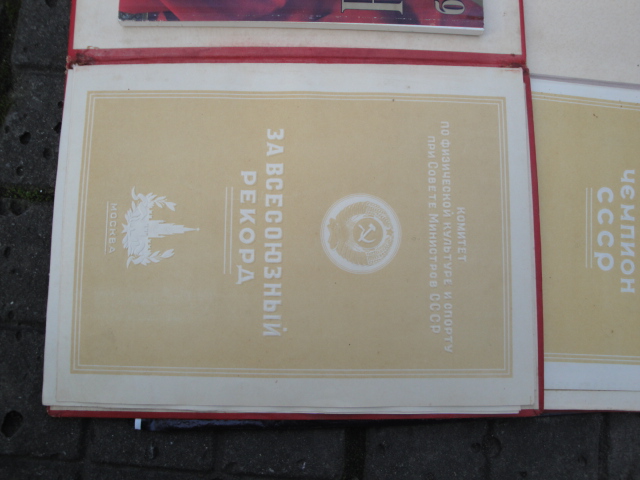 КОМИТЕТ
ПО ФИЗИЧЕСКОЙ КУЛЬТУРЕ И СПОРТУ
ПРИ СОВЕТЕ МИНИСТРОВ СССР
ЗА ВСЕСОЮЗНЫЙ
РЕКОРД
МОСКВА
ЧЕМПИОН
СССР